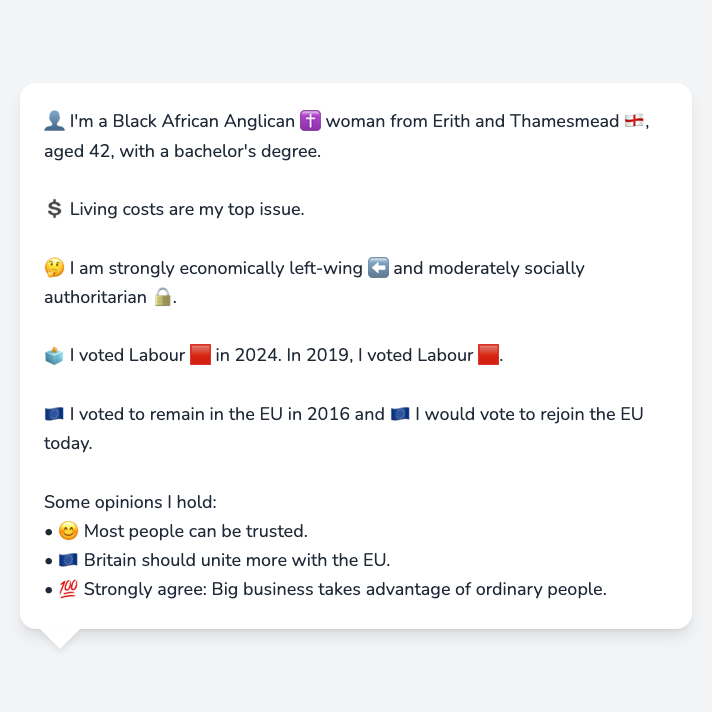 👤 I'm a Black African Anglican ✝️ woman from Erith and Thamesmead 🏴󠁧󠁢󠁥󠁮󠁧󠁿,
aged 42, with a bachelor's degree.
💲 Living costs are my top issue.
🤔 I am strongly economically left-wing ⬅️ and moderately socially
authoritarian 🔒.
🗳️ I voted Labour 🟥 in 2024. In 2019, I voted Labour 🟥.
🇪🇺 I voted to remain in the EU in 2016 and 🇪🇺 I would vote to rejoin the EU
today.
Some opinions I hold:
• 😊 Most people can be trusted.
• 🇪🇺 Britain should unite more with the EU.
• 💯 Strongly agree: Big business takes advantage of ordinary people.